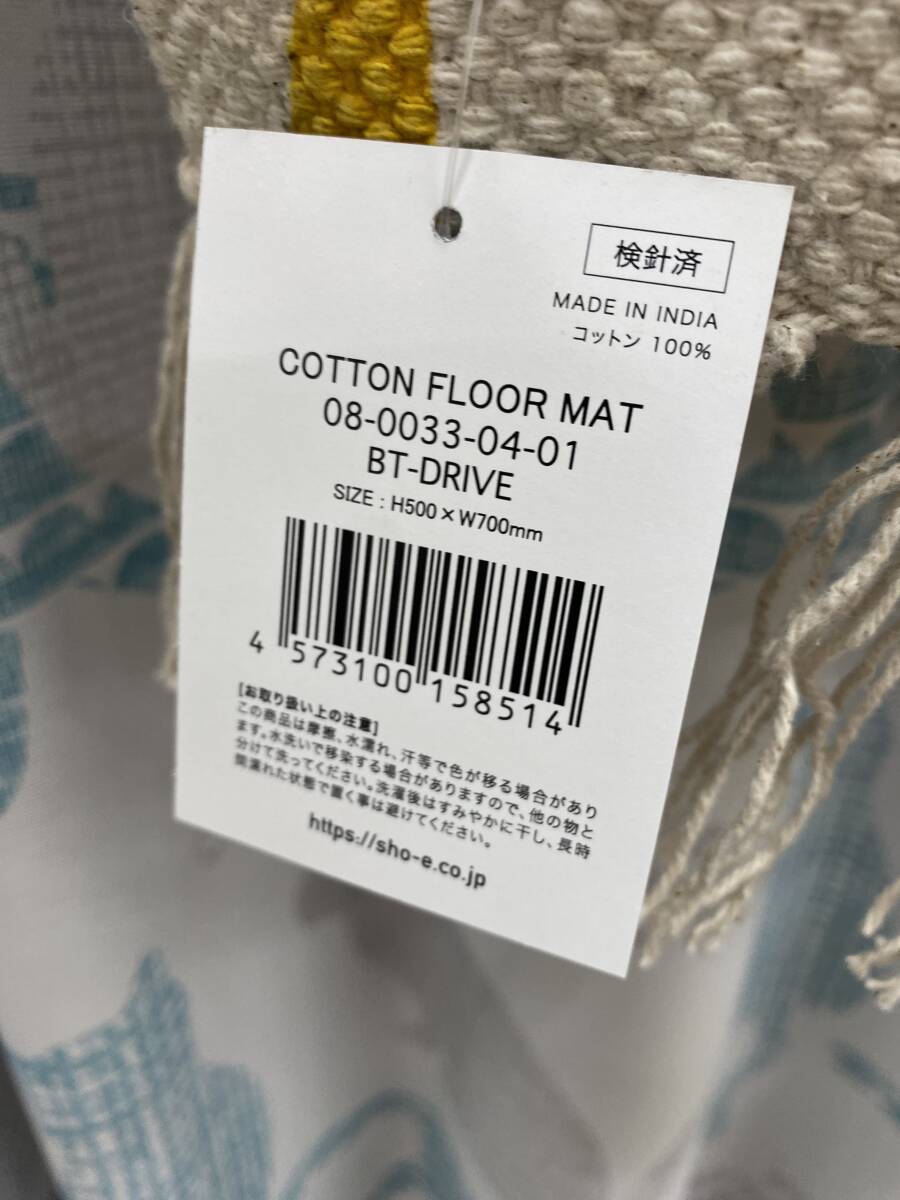 検針済
MADE IN INDIA
コットン 100%
COTTON FLOOR MAT
08-0033-04-01
BT-DRIVE
SIZE : H500×W700mm
4 573100 158514
[お取り扱い上の注意]
この商品は摩擦、水濡れ、汗等で色が移る場合があり
ます。水洗いで移染する場合がありますので、他の物と
分けて洗ってください。洗濯後はすみやかに干し、長時
間濡れた状態で置く事は避けてください。
https://sho-e.co.jp